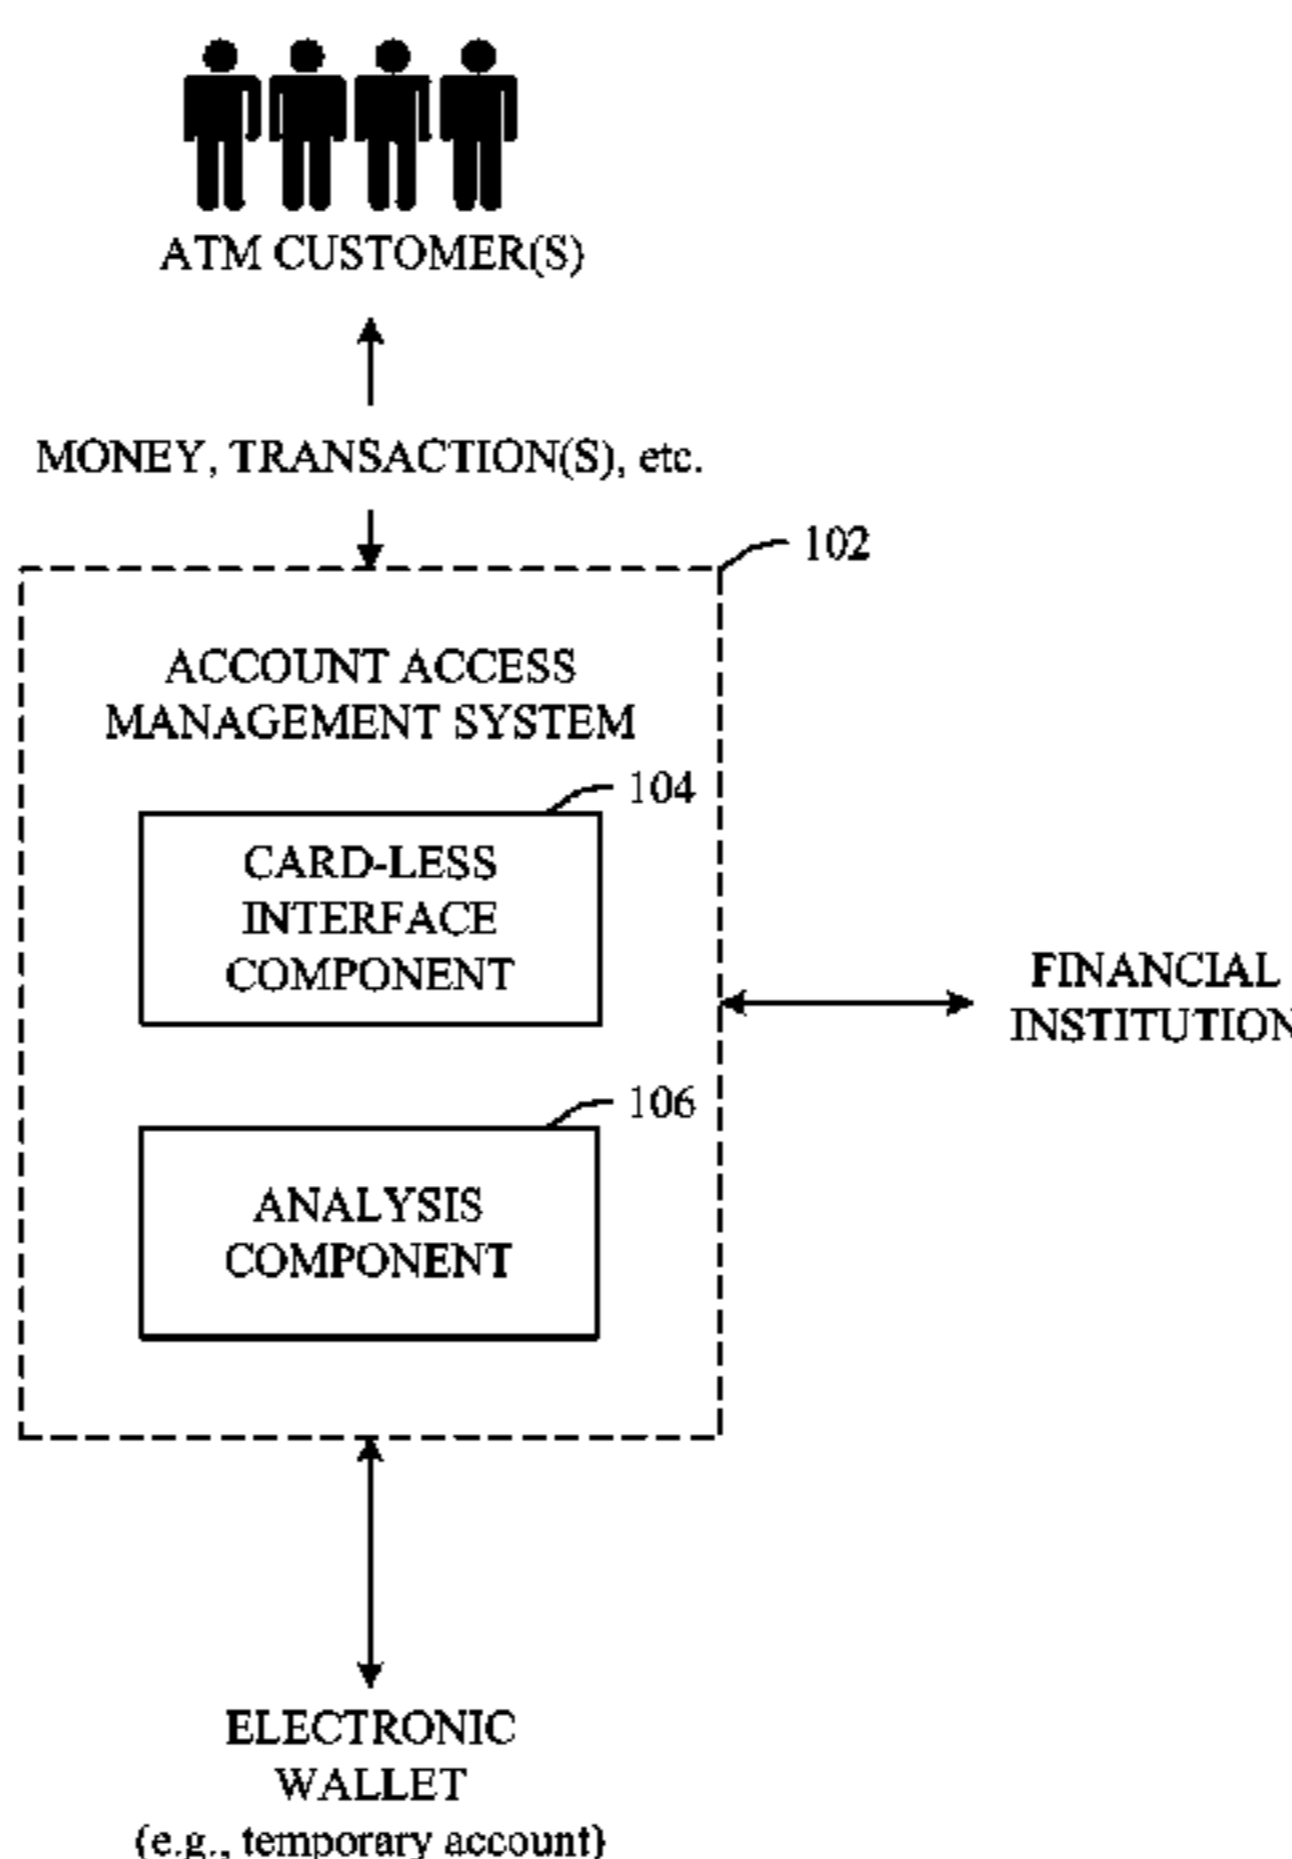 ATM CUSTOMER(S)
MONEY, TRANSACTION(S), etc.
102
ACCOUNT ACCESS
MANAGEMENT SYSTEM
104
CARD-LESS
INTERFACE
COMPONENT
FINANCIAL
INSTITUTION
106
ANALYSIS
COMPONENT
ELECTRONIC
WALLET
(e.g., temporary account)